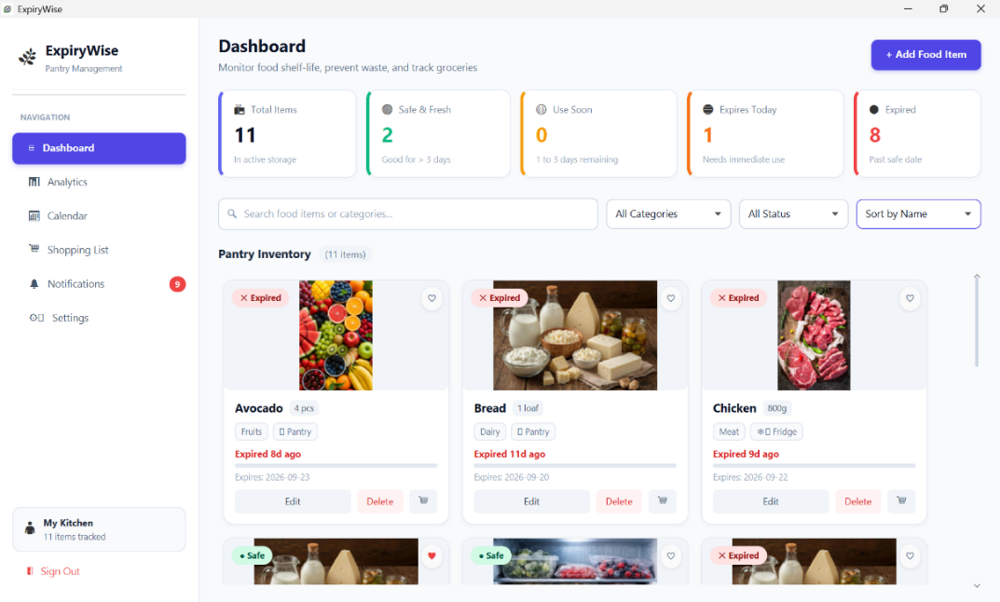 ExpiryWise
ExpiryWise
Pantry Management
NAVIGATION
Dashboard
Analytics
Calendar
Shopping List
Notifications
9
Settings
My Kitchen
11 items tracked
Sign Out
Dashboard
Monitor food shelf-life, prevent waste, and track groceries
+ Add Food Item
Total Items
11
In active storage
Safe & Fresh
2
Good for > 3 days
Use Soon
0
1 to 3 days remaining
Expires Today
1
Needs immediate use
Expired
8
Past safe date
Search food items or categories...
All Categories
All Status
Sort by Name
Pantry Inventory (11 items)
✕ Expired
Avocado 4 pcs
Fruits Pantry
Expired 8d ago
Expires: 2026-09-23
Edit Delete
✕ Expired
Bread 1 loaf
Dairy Pantry
Expired 11d ago
Expires: 2026-09-20
Edit Delete
✕ Expired
Chicken 800g
Meat Fridge
Expired 9d ago
Expires: 2026-09-22
Edit Delete
• Safe
• Safe
✕ Expired